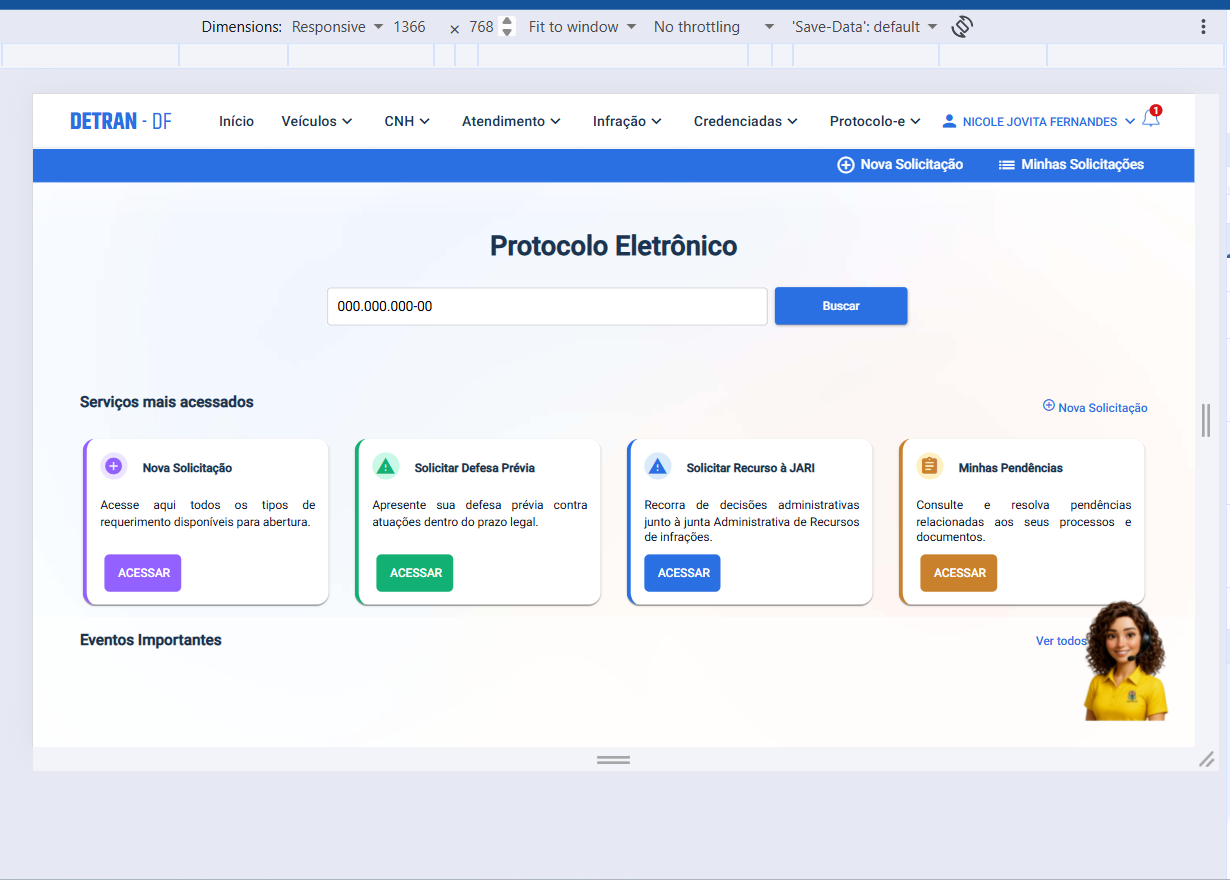 Dimensions: Responsive 1366 × 768 Fit to window No throttling 'Save-Data': default
DETRAN - DF Início Veículos CNH Atendimento Infração Credenciadas Protocolo-e NICOLE JOVITA FERNANDES 1
Nova Solicitação Minhas Solicitações
Protocolo Eletrônico
000.000.000-00 Buscar
Serviços mais acessados Nova Solicitação
Nova Solicitação
Acesse aqui todos os tipos de
requerimento disponíveis para abertura.
ACESSAR
Solicitar Defesa Prévia
Apresente sua defesa prévia contra
atuações dentro do prazo legal.
ACESSAR
Solicitar Recurso à JARI
Recorra de decisões administrativas
junto à junta Administrativa de Recursos
de infrações.
ACESSAR
Minhas Pendências
Consulte e resolva pendências
relacionadas aos seus processos e
documentos.
ACESSAR
Eventos Importantes Ver todos